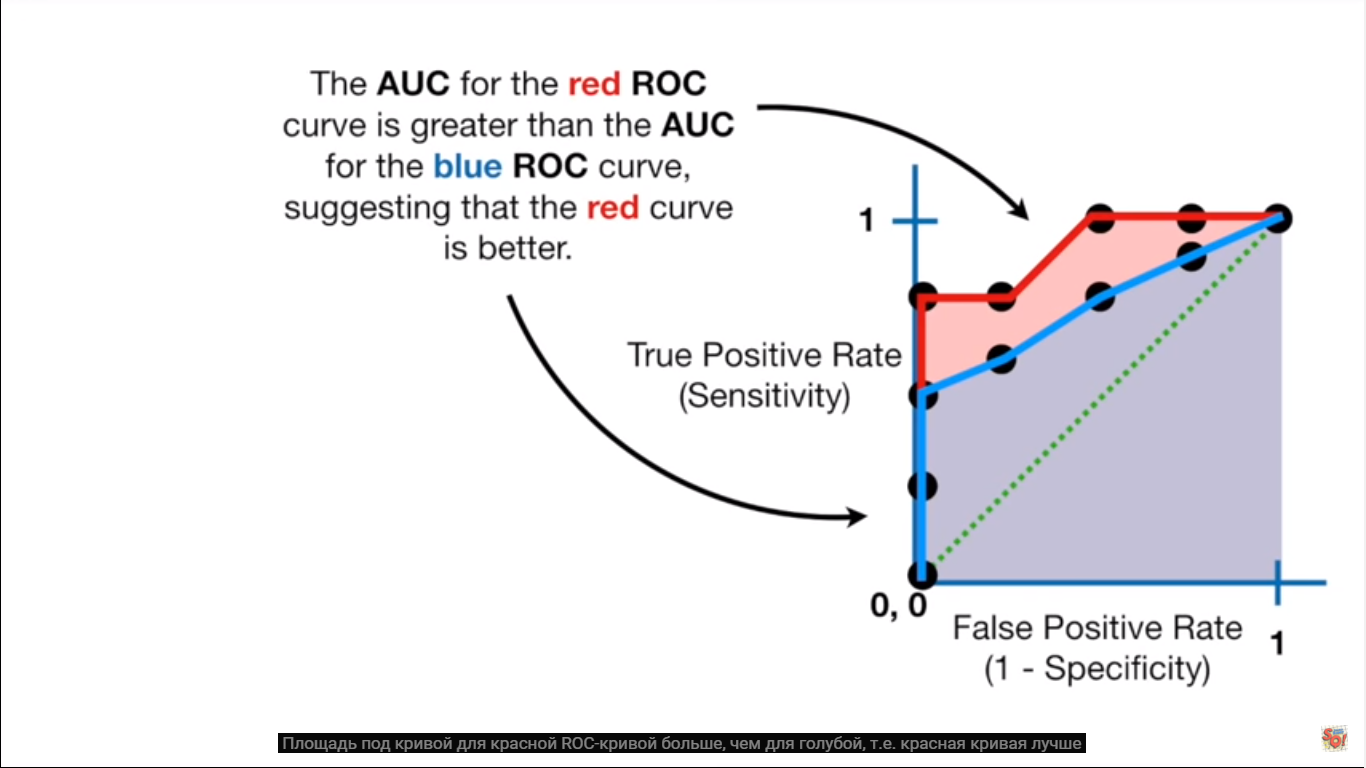 The AUC for the red ROC
curve is greater than the AUC
for the blue ROC curve,
suggesting that the red curve
is better.
1
True Positive Rate
(Sensitivity)
0, 0
False Positive Rate
(1 - Specificity)
1
Площадь под кривой для красной ROC-кривой больше, чем для голубой, т.е. красная кривая лучше